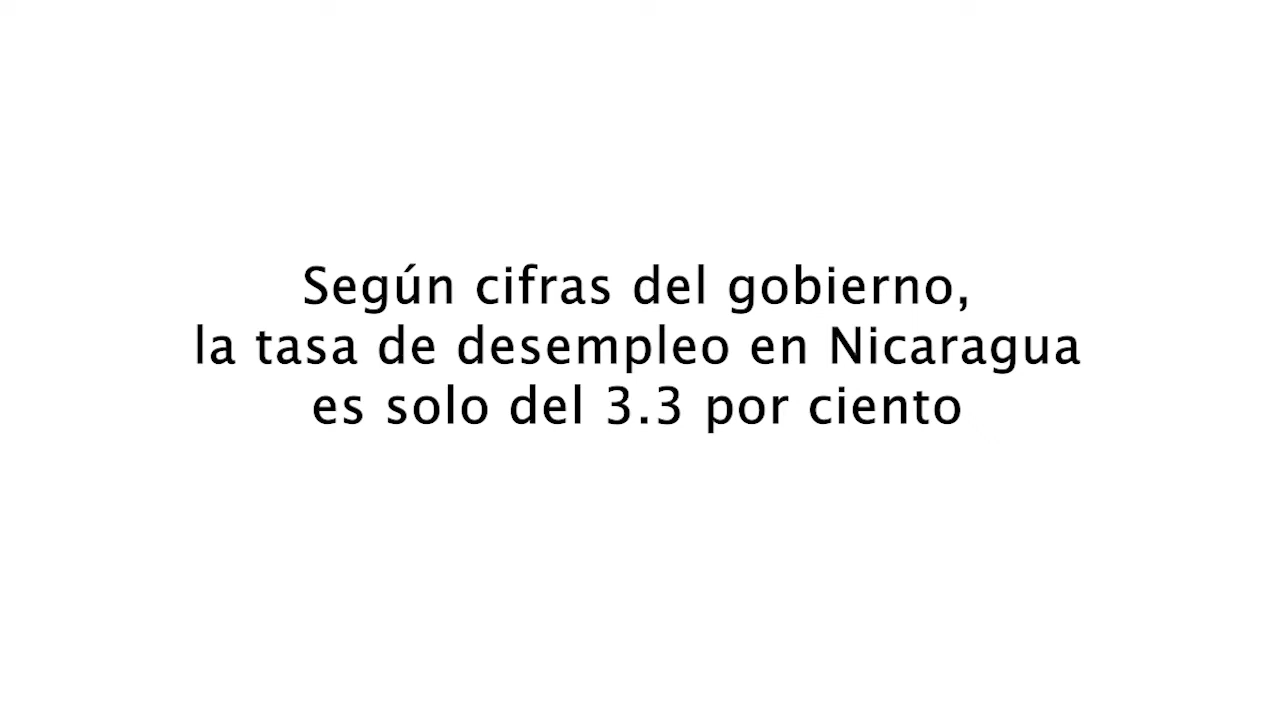 Según cifras del gobierno,
la tasa de desempleo en Nicaragua
es solo del 3.3 por ciento